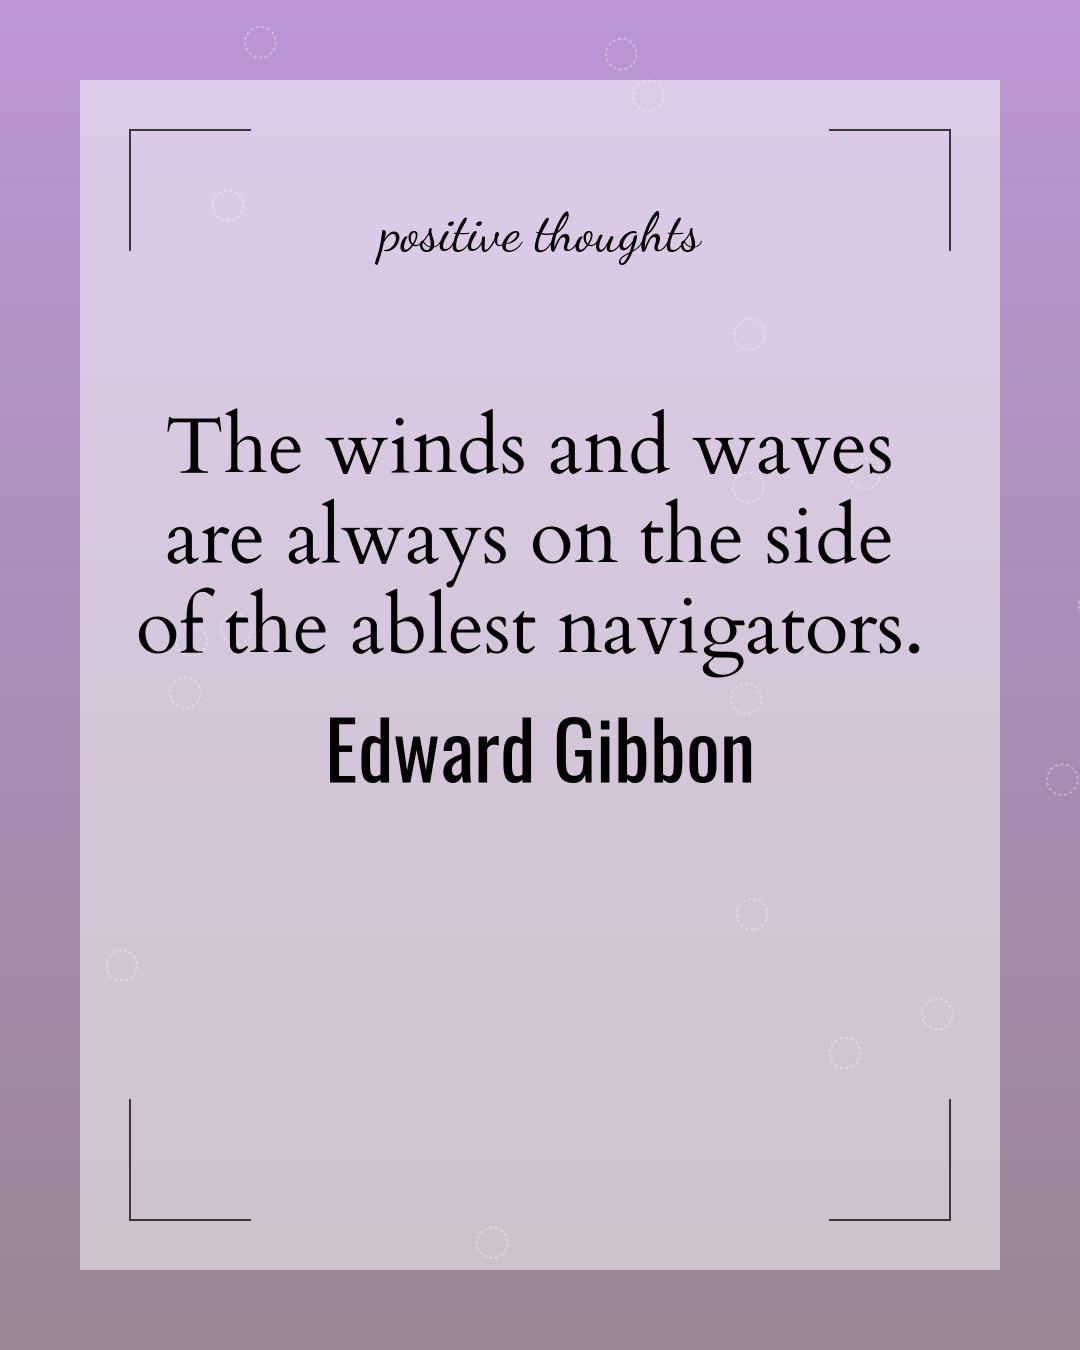 positive thoughts
The winds and waves
are always on the side
of the ablest navigators.
Edward Gibbon